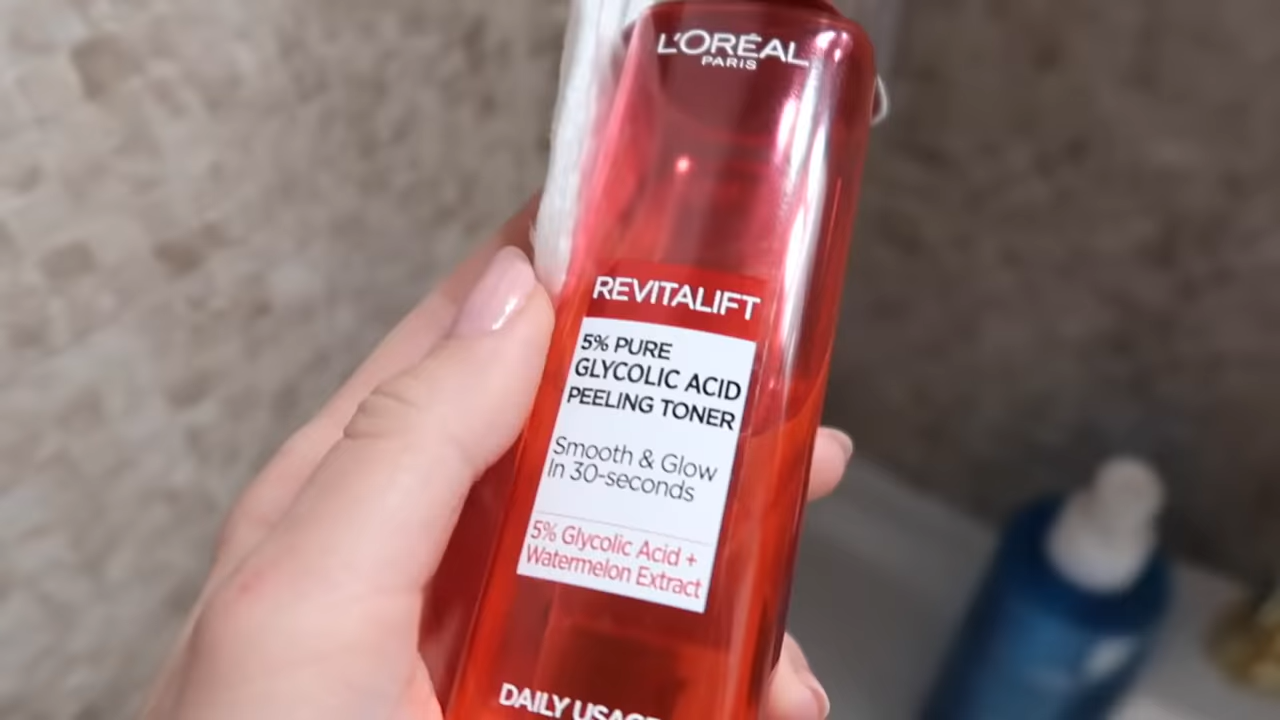 L'ORÉAL
PARIS
REVITALIFT
5% PURE
GLYCOLIC ACID
PEELING TONER
Smooth & Glow
In 30-seconds
5% Glycolic Acid +
Watermelon Extract
DAILY USAGE